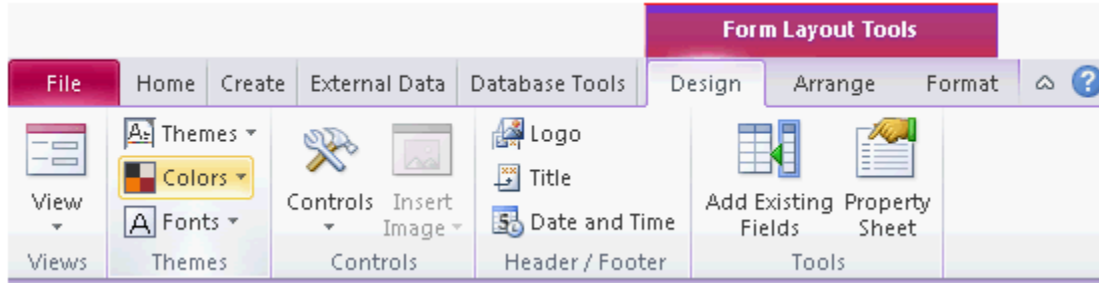 Form Layout Tools
File Home Create External Data Database Tools Design Arrange Format
Themes
Colors
Fonts
View
Views
Themes
Controls
Insert
Image
Controls
Logo
Title
Date and Time
Header / Footer
Add Existing
Fields
Property
Sheet
Tools